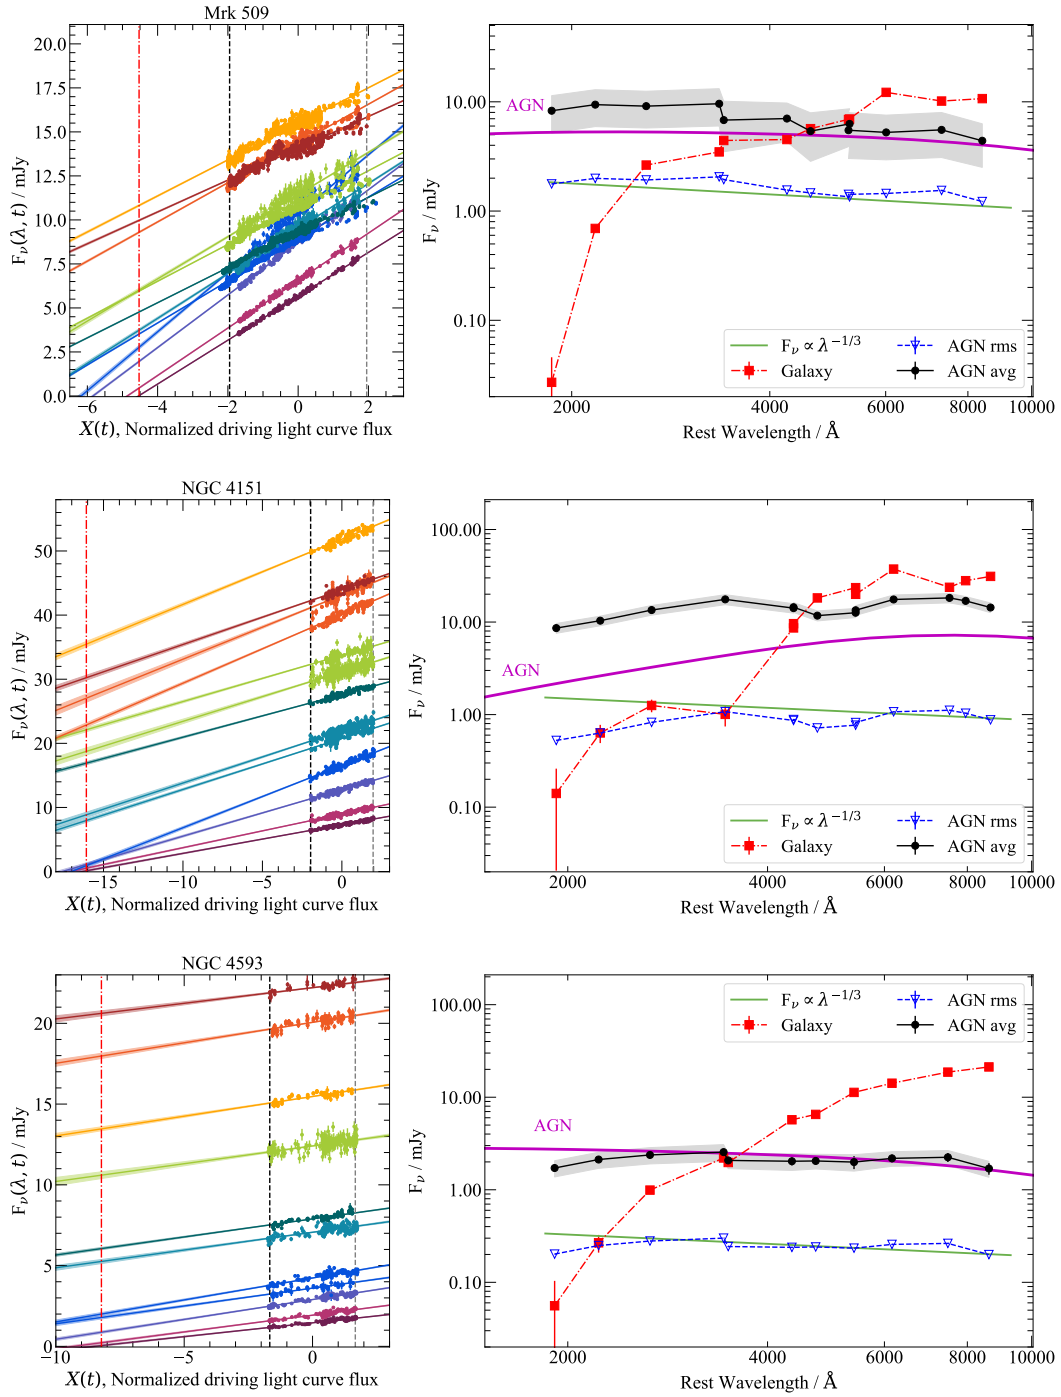 Mrk 509
F_ν(λ, t) / mJy
20.0
17.5
15.0
12.5
10.0
7.5
5.0
2.5
0.0
−6 −4 −2 0 2
X(t), Normalized driving light curve flux
F_ν / mJy
10.00
1.00
0.10
AGN
F_ν ∝ λ^{−1/3}
Galaxy
AGN rms
AGN avg
2000 4000 6000 8000 10000
Rest Wavelength / Å
NGC 4151
F_ν(λ, t) / mJy
50
40
30
20
10
0
−15 −10 −5 0
X(t), Normalized driving light curve flux
F_ν / mJy
100.00
10.00
1.00
0.10
AGN
F_ν ∝ λ^{−1/3}
Galaxy
AGN rms
AGN avg
2000 4000 6000 8000 10000
Rest Wavelength / Å
NGC 4593
F_ν(λ, t) / mJy
20
15
10
5
0
−10 −5 0
X(t), Normalized driving light curve flux
F_ν / mJy
100.00
10.00
1.00
0.10
F_ν ∝ λ^{−1/3}
Galaxy
AGN rms
AGN avg
AGN
2000 4000 6000 8000 10000
Rest Wavelength / Å